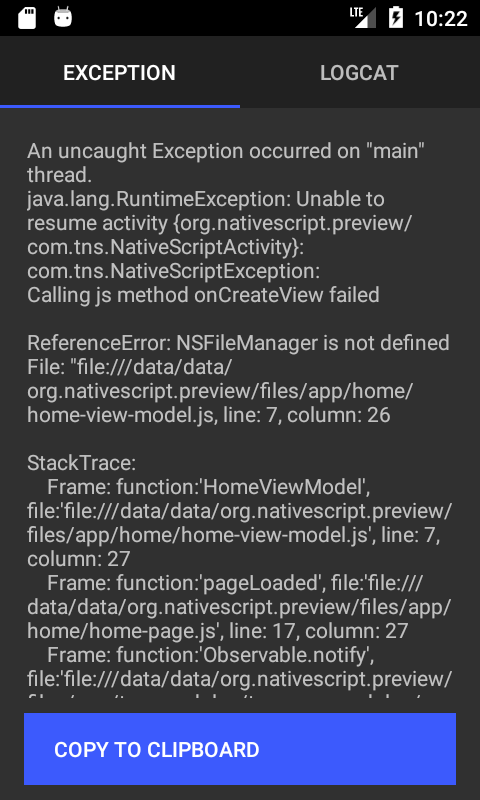 LTE 10:22
EXCEPTION LOGCAT
An uncaught Exception occurred on "main"
thread.
java.lang.RuntimeException: Unable to
resume activity {org.nativescript.preview/
com.tns.NativeScriptActivity}:
com.tns.NativeScriptException:
Calling js method onCreateView failed
ReferenceError: NSFileManager is not defined
File: "file:///data/data/
org.nativescript.preview/files/app/home/
home-view-model.js, line: 7, column: 26
StackTrace:
Frame: function:'HomeViewModel',
file:'file:///data/data/org.nativescript.preview/
files/app/home/home-view-model.js', line: 7,
column: 27
Frame: function:'pageLoaded', file:'file:///
data/data/org.nativescript.preview/files/app/
home/home-page.js', line: 17, column: 27
Frame: function:'Observable.notify',
file:'file:///data/data/org.nativescript.preview/
COPY TO CLIPBOARD